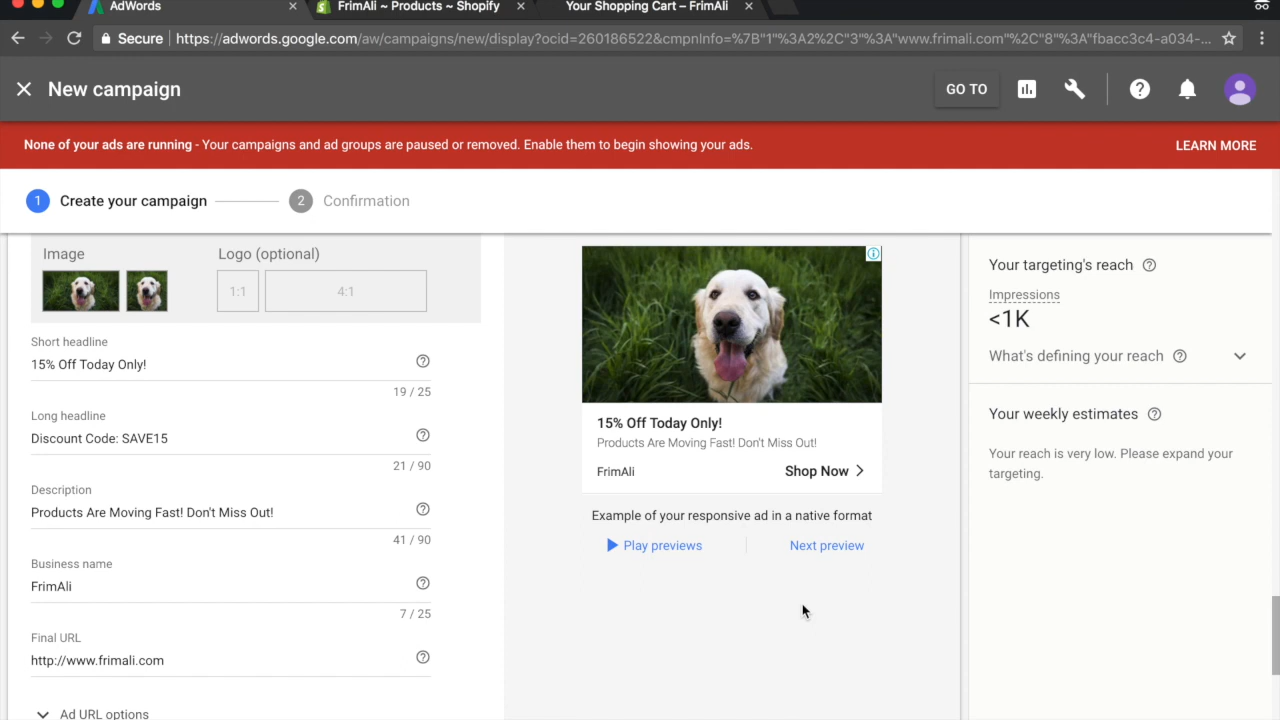 AdWords
FrimAli ~ Products ~ Shopify
Your Shopping Cart – FrimAli
Secure
https://adwords.google.com/aw/campaigns/new/display?ocid=260186522&cmpnInfo=%7B"1"%3A2%2C"3"%3A"www.frimali.com"%2C"8"%3A"fbacc3c4-a034-...
New campaign
GO TO
None of your ads are running - Your campaigns and ad groups are paused or removed. Enable them to begin showing your ads.
LEARN MORE
1 Create your campaign
2 Confirmation
Image
Logo (optional)
1:1
4:1
Short headline
15% Off Today Only!
19 / 25
Long headline
Discount Code: SAVE15
21 / 90
Description
Products Are Moving Fast! Don't Miss Out!
41 / 90
Business name
FrimAli
7 / 25
Final URL
http://www.frimali.com
Ad URL options
15% Off Today Only!
Products Are Moving Fast! Don't Miss Out!
FrimAli
Shop Now
Example of your responsive ad in a native format
Play previews
Next preview
Your targeting's reach
Impressions
<1K
What's defining your reach
Your weekly estimates
Your reach is very low. Please expand your
targeting.